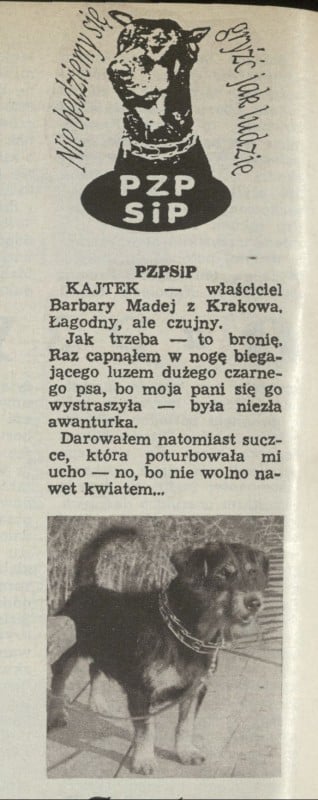 Nie będziemy się
gryźć jak ludzie
PZP
SiP
PZPSiP
KAJTEK — właściciel
Barbary Madej z Krakowa.
Łagodny, ale czujny.
Jak trzeba — to bronię.
Raz capnąłem w nogę biega-
jącego luzem dużego czarne-
go psa, bo moja pani się go
wystraszyła — była niezła
awanturka.
Darowałem natomiast sucz-
ce, która poturbowała mi
ucho — no, bo nie wolno na-
wet kwiatem...